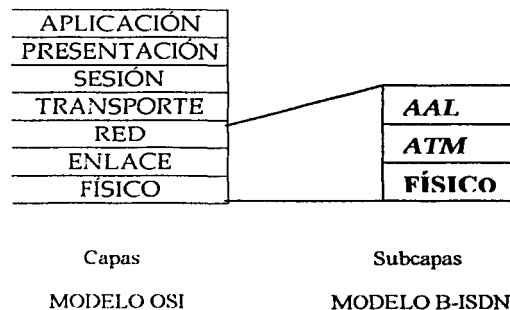 APLICACIÓN
PRESENTACIÓN
SESIÓN
TRANSPORTE
RED
ENLACE
FÍSICO
AAL
ATM
FÍSICO
Capas
Subcapas
MODELO OSI
MODELO B-ISDN